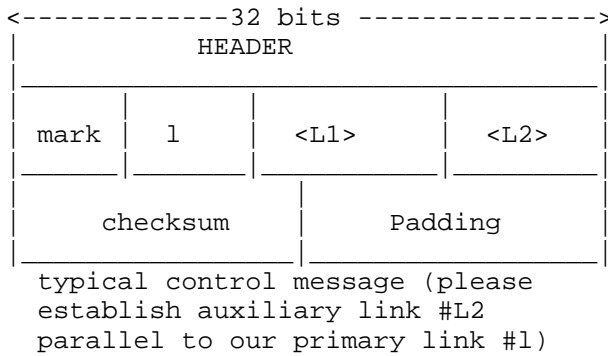 <-------------32 bits --------------->
HEADER
mark l <L1> <L2>
checksum Padding
typical control message (please
establish auxiliary link #L2
parallel to our primary link #l)